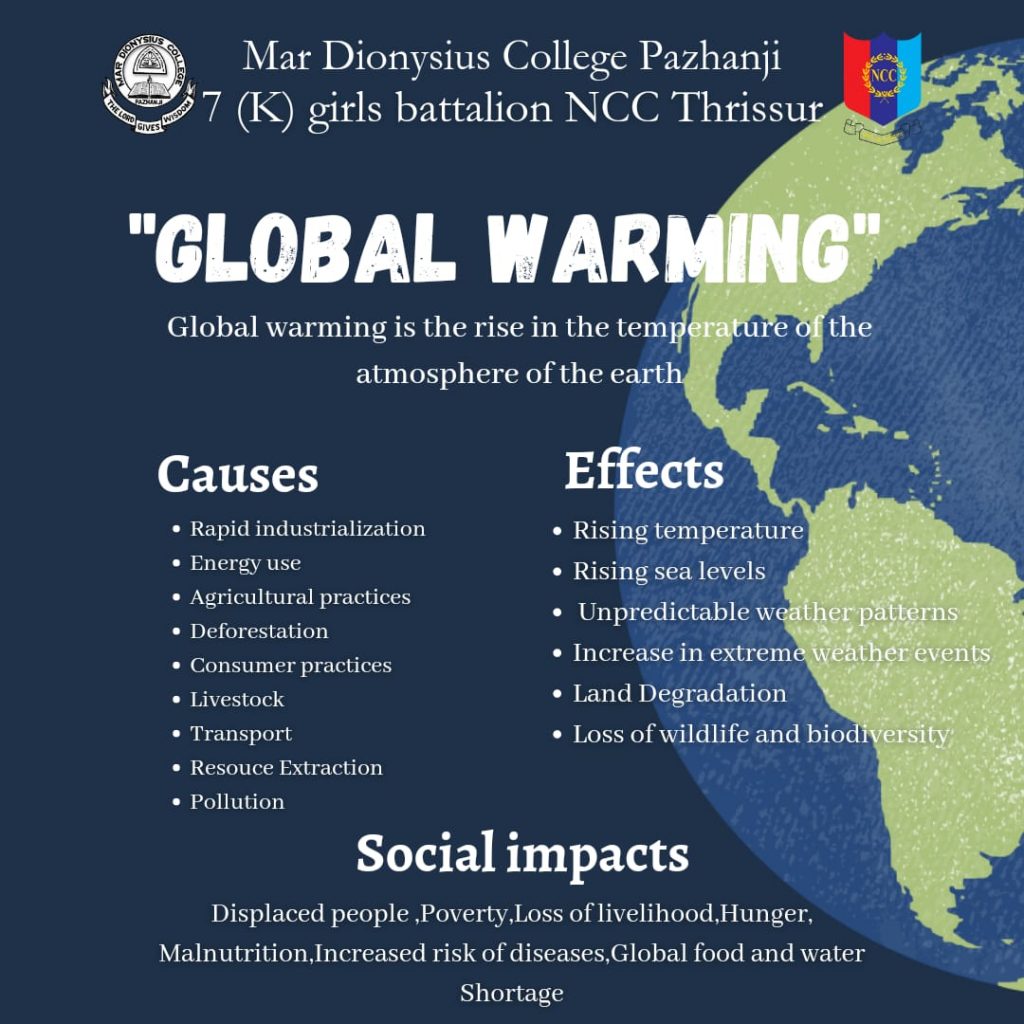 Mar Dionysius College Pazhanji
7 (K) girls battalion NCC Thrissur
MAR DIONYSIUS COLLEGE
PAZHANJI
THE LORD GIVES WISDOM
NCC
"GLOBAL WARMING"
Global warming is the rise in the temperature of the
atmosphere of the earth
Causes
• Rapid industrialization
• Energy use
• Agricultural practices
• Deforestation
• Consumer practices
• Livestock
• Transport
• Resouce Extraction
• Pollution
Effects
• Rising temperature
• Rising sea levels
• Unpredictable weather patterns
• Increase in extreme weather events
• Land Degradation
• Loss of wildlife and biodiversity
Social impacts
Displaced people ,Poverty,Loss of livelihood,Hunger,
Malnutrition,Increased risk of diseases,Global food and water
Shortage